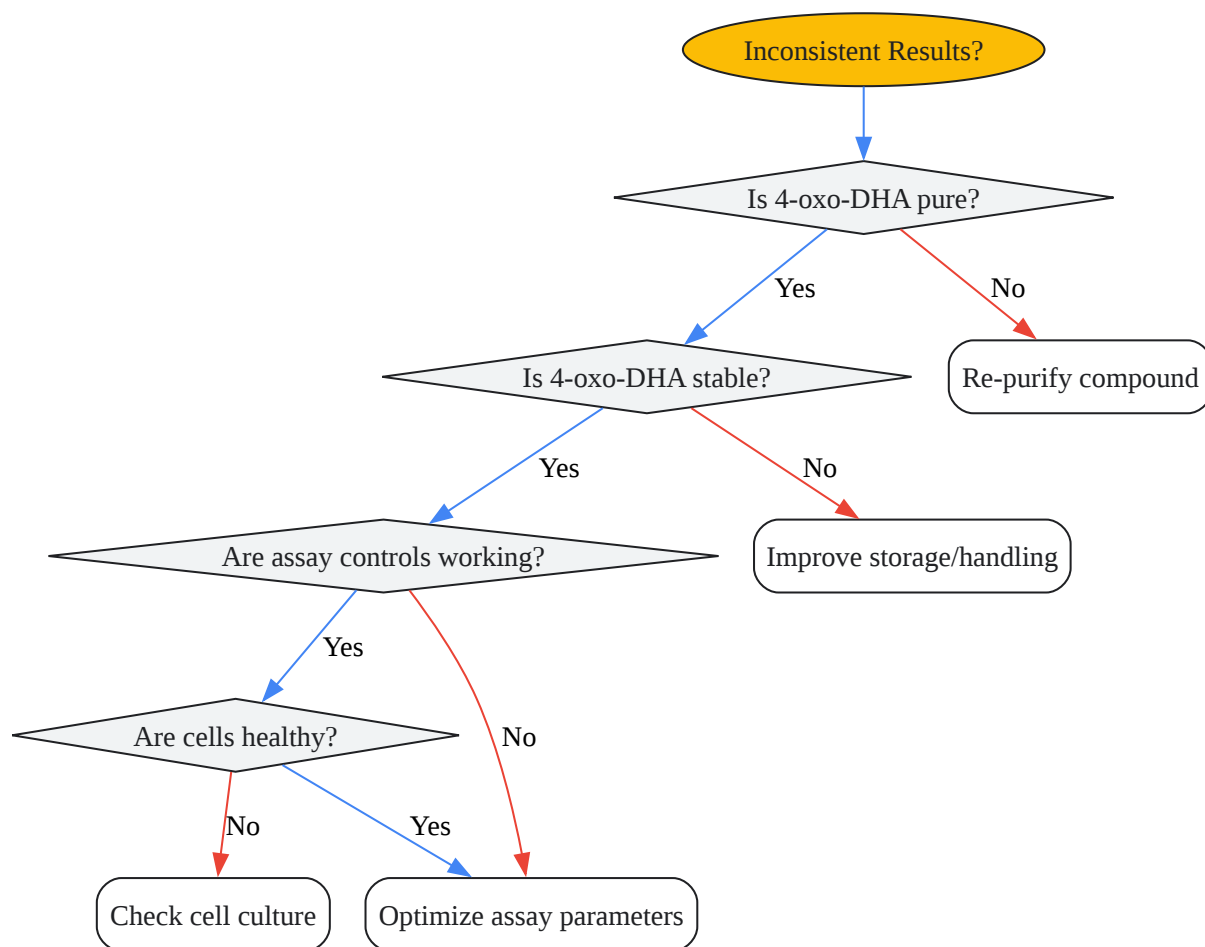 Inconsistent Results?
Is 4-oxo-DHA pure?
Yes
No
Is 4-oxo-DHA stable?
Re-purify compound
Yes
No
Are assay controls working?
Improve storage/handling
Yes
No
Are cells healthy?
No
Yes
Check cell culture
Optimize assay parameters